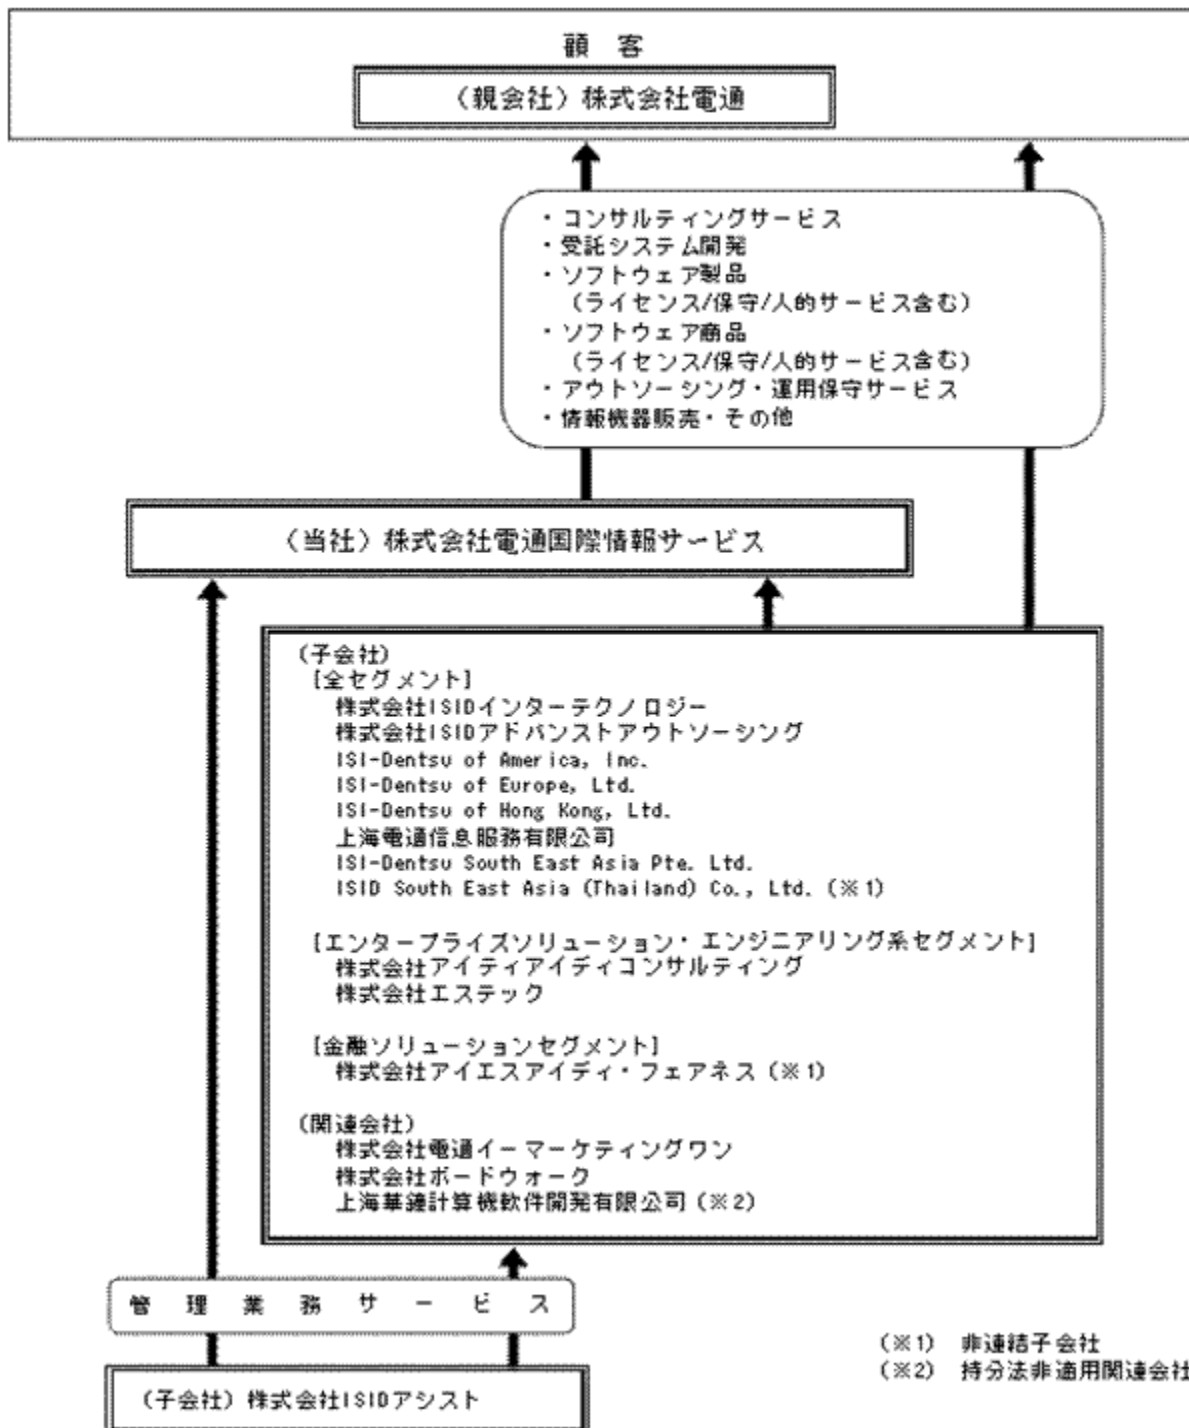 顧 客
(親会社)株式会社電通
・コンサルティングサービス
・受託システム開発
・ソフトウェア製品
(ライセンス/保守/人的サービス含む)
・ソフトウェア商品
(ライセンス/保守/人的サービス含む)
・アウトソーシング・運用保守サービス
・情報機器販売・その他
(当社)株式会社電通国際情報サービス
(子会社)
[全セグメント]
株式会社ISIDインターテクノロジー
株式会社ISIDアドバンストアウトソーシング
ISI-Dentsu of America, Inc.
ISI-Dentsu of Europe, Ltd.
ISI-Dentsu of Hong Kong, Ltd.
上海電通信息服務有限公司
ISI-Dentsu South East Asia Pte. Ltd.
ISID South East Asia (Thailand) Co., Ltd. (※1)
[エンタープライズソリューション・エンジニアリング系セグメント]
株式会社アイティアイディコンサルティング
株式会社エステック
[金融ソリューションセグメント]
株式会社アイエスアイディ・フェアネス(※1)
(関連会社)
株式会社電通イーマーケティングワン
株式会社ボードウォーク
上海華鐘計算機軟件開発有限公司(※2)
管理業務サービス
(子会社)株式会社ISIDアシスト
(※1) 非連結子会社
(※2) 持分法非適用関連会社